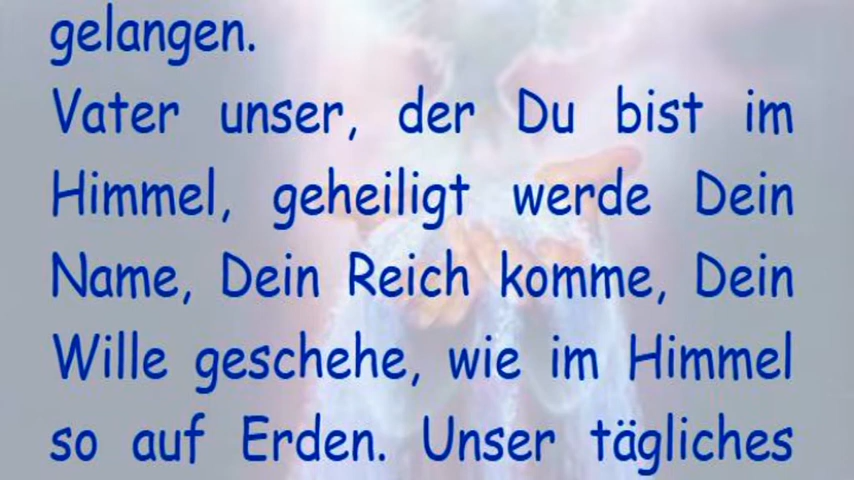 gelangen.
Vater unser, der Du bist im
Himmel, geheiligt werde Dein
Name, Dein Reich komme, Dein
Wille geschehe, wie im Himmel
so auf Erden. Unser tägliches